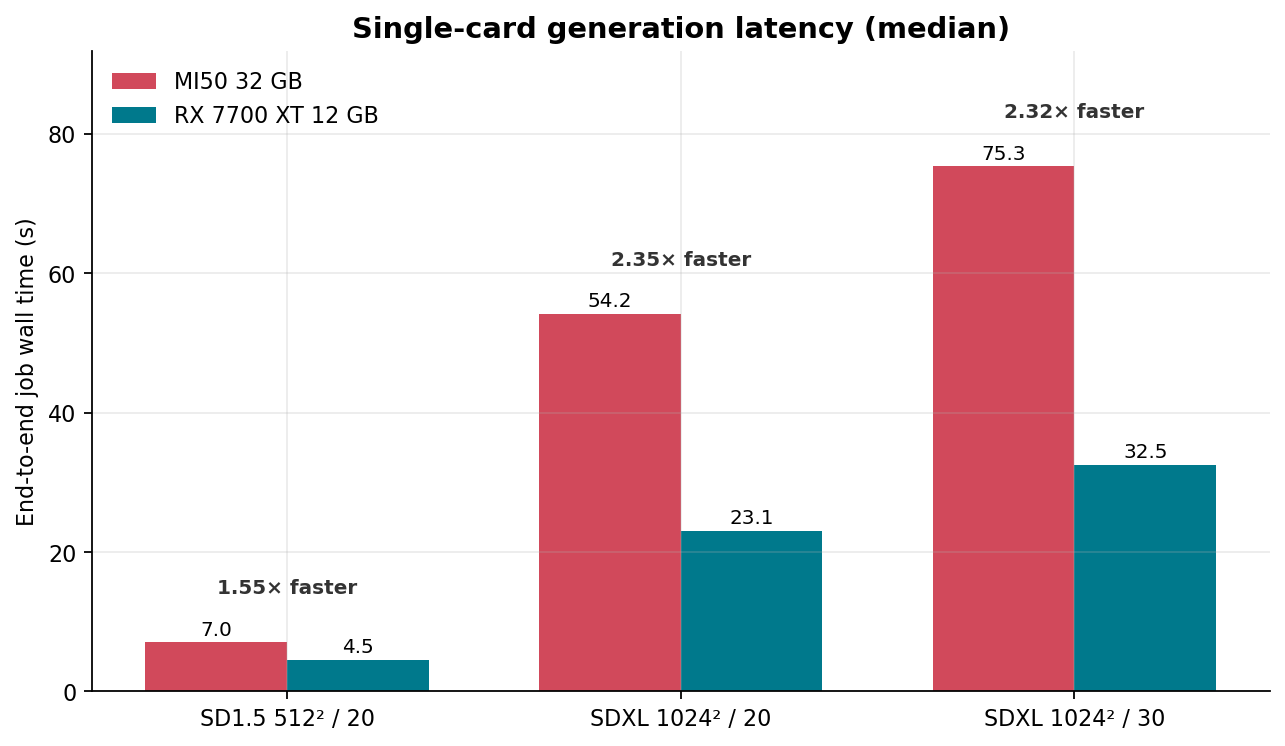 Single-card generation latency (median)
MI50 32 GB
RX 7700 XT 12 GB
End-to-end job wall time (s)
80
60
40
20
0
2.32× faster
75.3
2.35× faster
54.2
32.5
23.1
1.55× faster
7.0
4.5
SD1.5 512² / 20
SDXL 1024² / 20
SDXL 1024² / 30